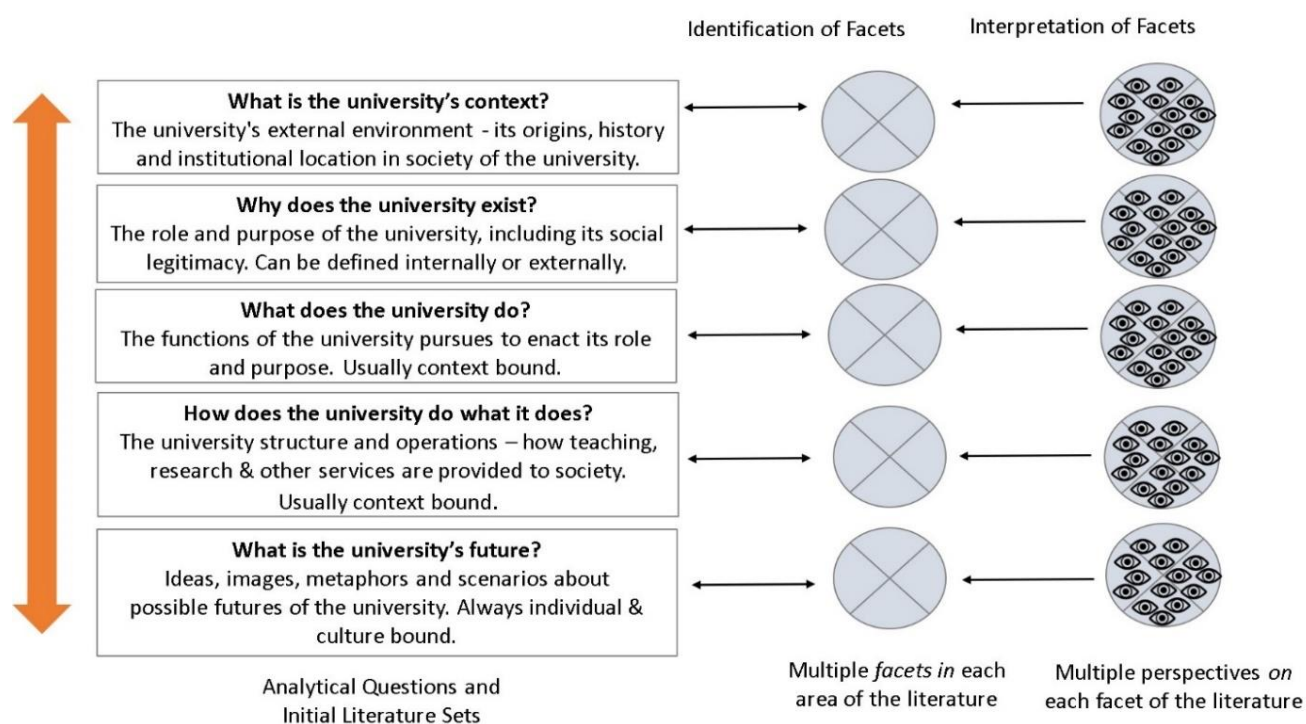 Identification of Facets
Interpretation of Facets
What is the university’s context?
The university's external environment - its origins, history
and institutional location in society of the university.
Why does the university exist?
The role and purpose of the university, including its social
legitimacy. Can be defined internally or externally.
What does the university do?
The functions of the university pursues to enact its role
and purpose. Usually context bound.
How does the university do what it does?
The university structure and operations – how teaching,
research & other services are provided to society.
Usually context bound.
What is the university’s future?
Ideas, images, metaphors and scenarios about
possible futures of the university. Always individual &
culture bound.
Analytical Questions and
Initial Literature Sets
Multiple facets in each
area of the literature
Multiple perspectives on
each facet of the literature